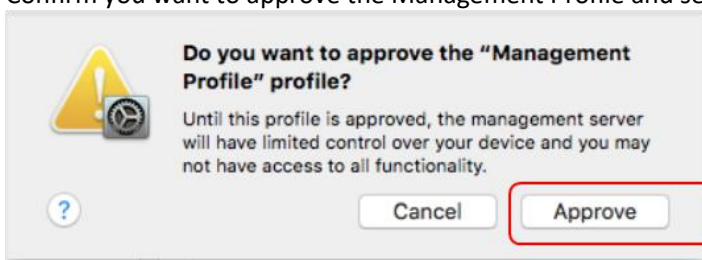 Confirm you want to approve the Management Profile and
Do you want to approve the “Management
Profile” profile?
Until this profile is approved, the management server
will have limited control over your device and you may
not have access to all functionality.
?
Cancel
Approve